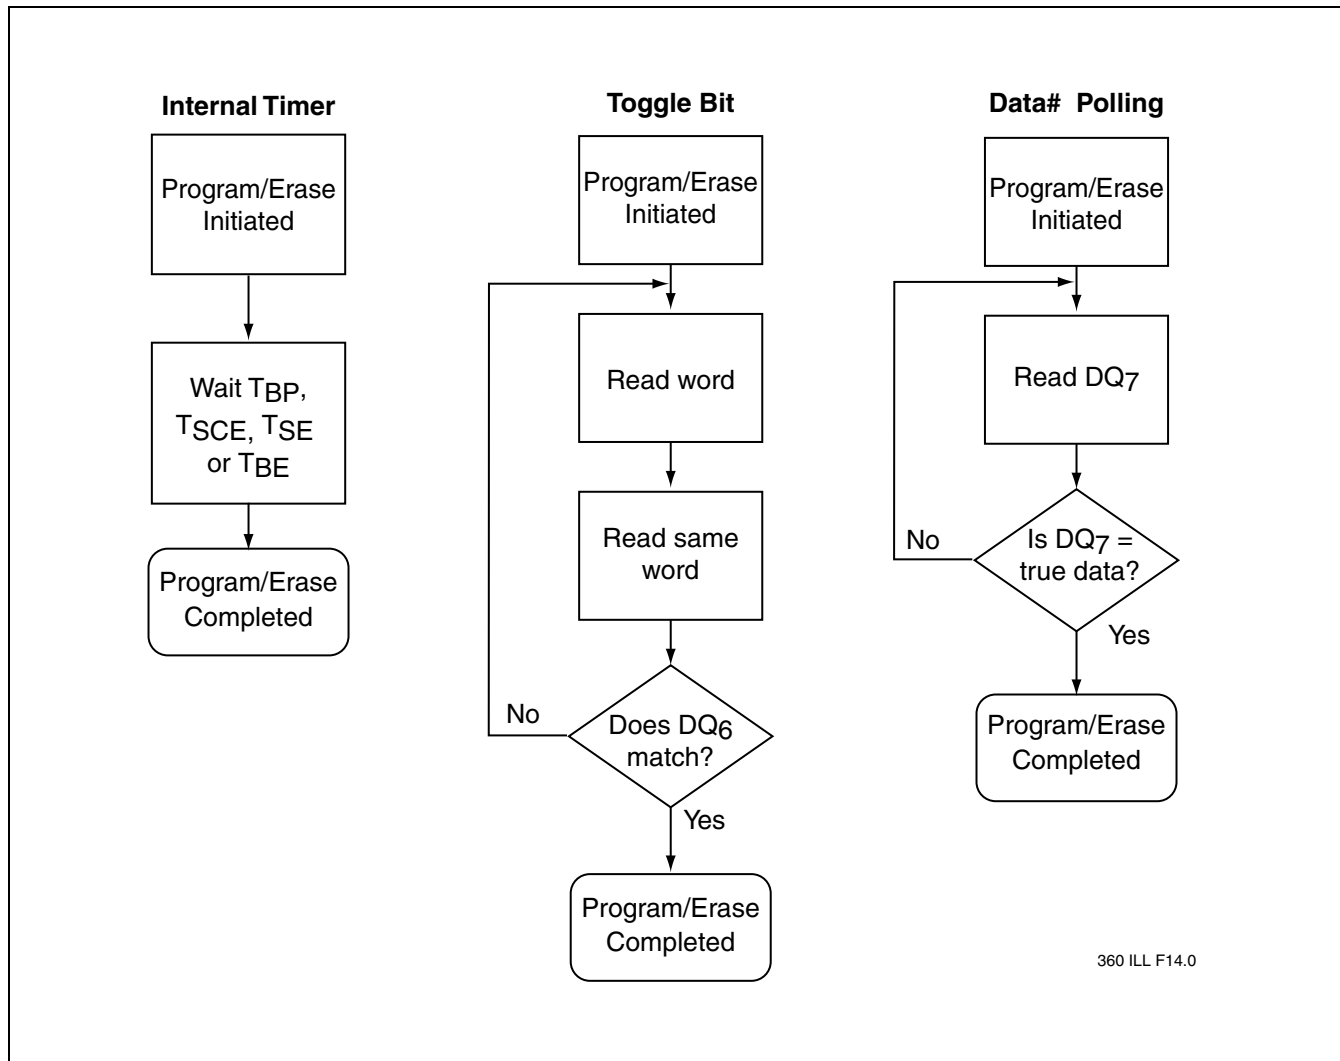 Internal Timer
Program/Erase
Initiated
Wait TBP,
TSCE, TSE
or TBE
Program/Erase
Completed
Toggle Bit
Program/Erase
Initiated
Read word
Read same
word
Does DQ6
match?
No
Yes
Program/Erase
Completed
Data# Polling
Program/Erase
Initiated
Read DQ7
Is DQ7 =
true data?
No
Yes
Program/Erase
Completed
360 ILL F14.0